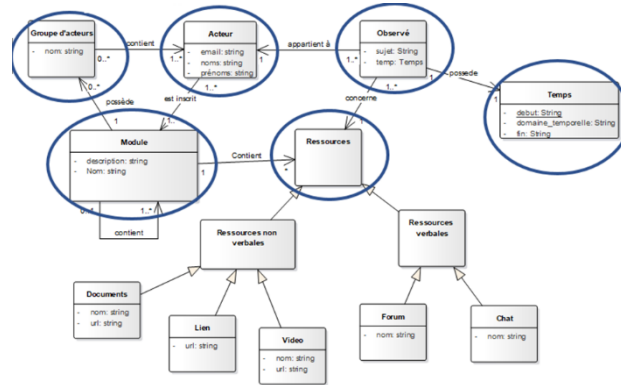 Groupe d'acteurs
- nom: string
0..*
0..*
contient
1..*
Acteur
- email: string
- noms: string
- prénoms: string
1..*
1
appartient à
1..*
Observé
- sujet: String
- temp: Temps
1..*
1
possede
1
Temps
- debut: String
- domaine_temporelle: String
- fin: String
possède
1
est inscrit
1..
concerne
1
Module
- description: string
- Nom: string
1
Contient
*
Ressources
0..*
1..*
contient
Ressources non
verbales
Ressources
verbales
Documents
- nom: string
- url: string
Lien
- url: string
Video
- nom: string
- url: string
Forum
- nom: string
Chat
- nom: string